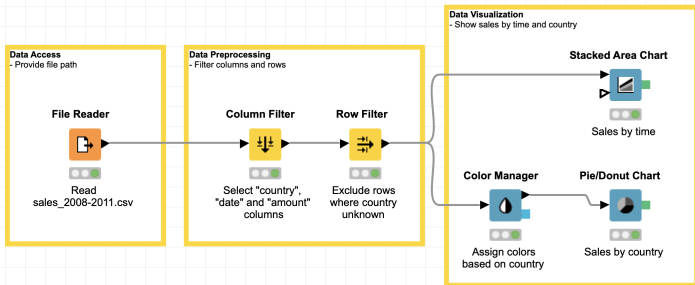 Data Visualization
- Show sales by time and country
Data Access
- Provide file path
Data Preprocessing
- Filter columns and rows
Stacked Area Chart
Sales by time
File Reader
Read
sales_2008-2011.csv
Column Filter
Select "country",
"date" and "amount"
columns
Row Filter
Exclude rows
where country
unknown
Color Manager
Assign colors
based on country
Pie/Donut Chart
Sales by country